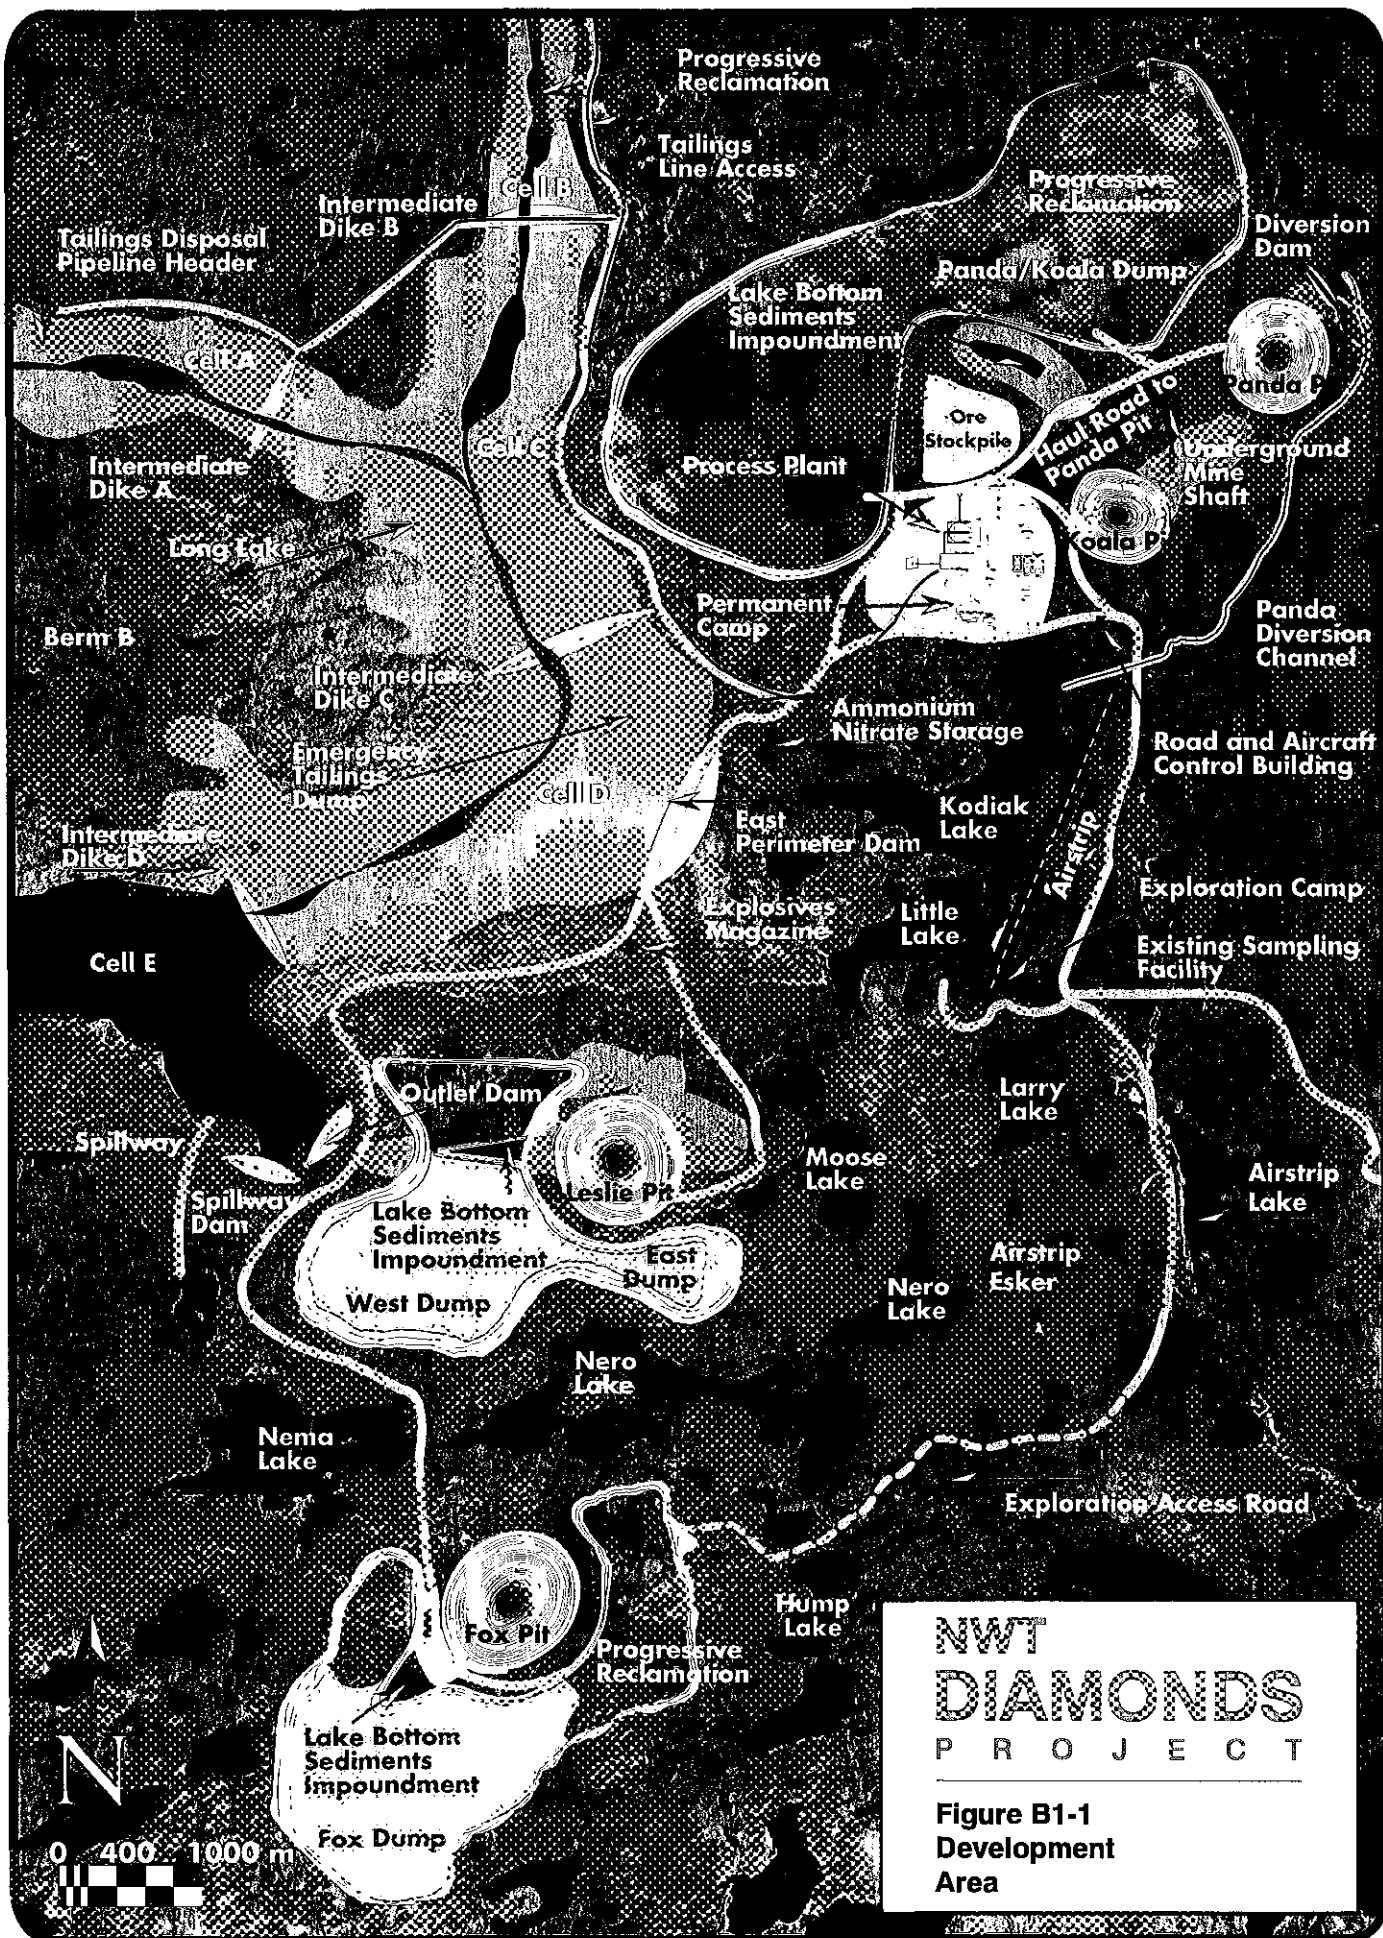 Progressive
Reclamation
Tailings
Line Access
Cell B
Intermediate
Dike B
Progressive
Reclamation
Tailings Disposal
Pipeline Header
Diversion
Dam
Panda/Koala Dump
Lake Bottom
Sediments
Impoundment
Cell A
Panda Pi
Ore
Stockpile
Haul Road to
Panda Pit
Cell C
Intermediate
Dike A
Process Plant
Underground
Mine
Shaft
Long Lake
Koala Pi
Permanent
Camp
Berm B
Panda
Diversion
Channel
Intermediate
Dike C
Ammonium
Nitrate Storage
Road and Aircraft
Control Building
Emergency
Tailings
Dump
Cell D
Kodiak
Lake
East
Perimeter Dam
Intermediate
Dike D
Airstrip
Exploration Camp
Explosives
Magazine
Little
Lake
Existing Sampling
Facility
Cell E
Outlet Dam
Larry
Lake
Spillway
Moose
Lake
Airstrip
Lake
Spillway
Dam
Leslie Pit
Lake Bottom
Sediments
Impoundment
East
Dump
Airstrip
Esker
Nero
Lake
West Dump
Nero
Lake
Nema
Lake
Exploration Access Road
Hump
Lake
Fox Pit
Progressive
Reclamation
Lake Bottom
Sediments
Impoundment
Fox Dump
N
0 400 1000 m
NWT
DIAMONDS
PROJECT
Figure B1-1
Development
Area